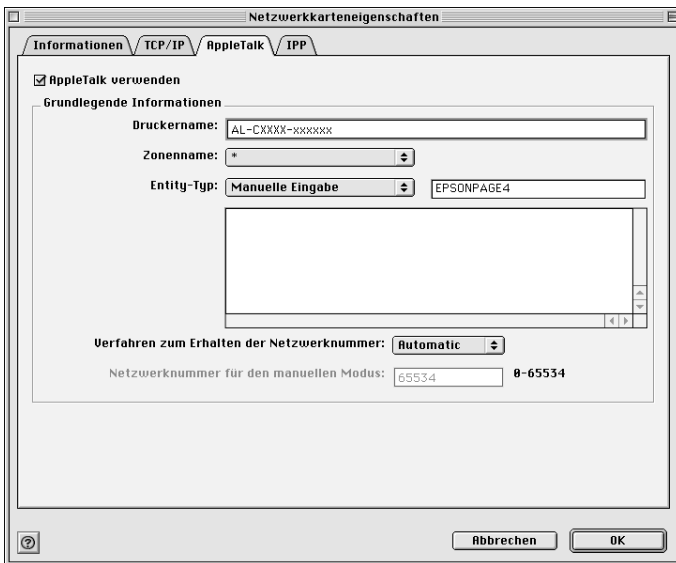 Netzwerkkarteneigenschaften
Informationen TCP/IP AppleTalk IPP
AppleTalk verwenden
Grundlegende Informationen
Druckername: AL-CXXXX-xxxxxx
Zonenname: *
Entity-Typ: Manuelle Eingabe EPSONPAGE4
Verfahren zum Erhalten der Netzwerknummer: Automatic
Netzwerknummer für den manuellen Modus: 65534 0-65534
? Abbrechen OK